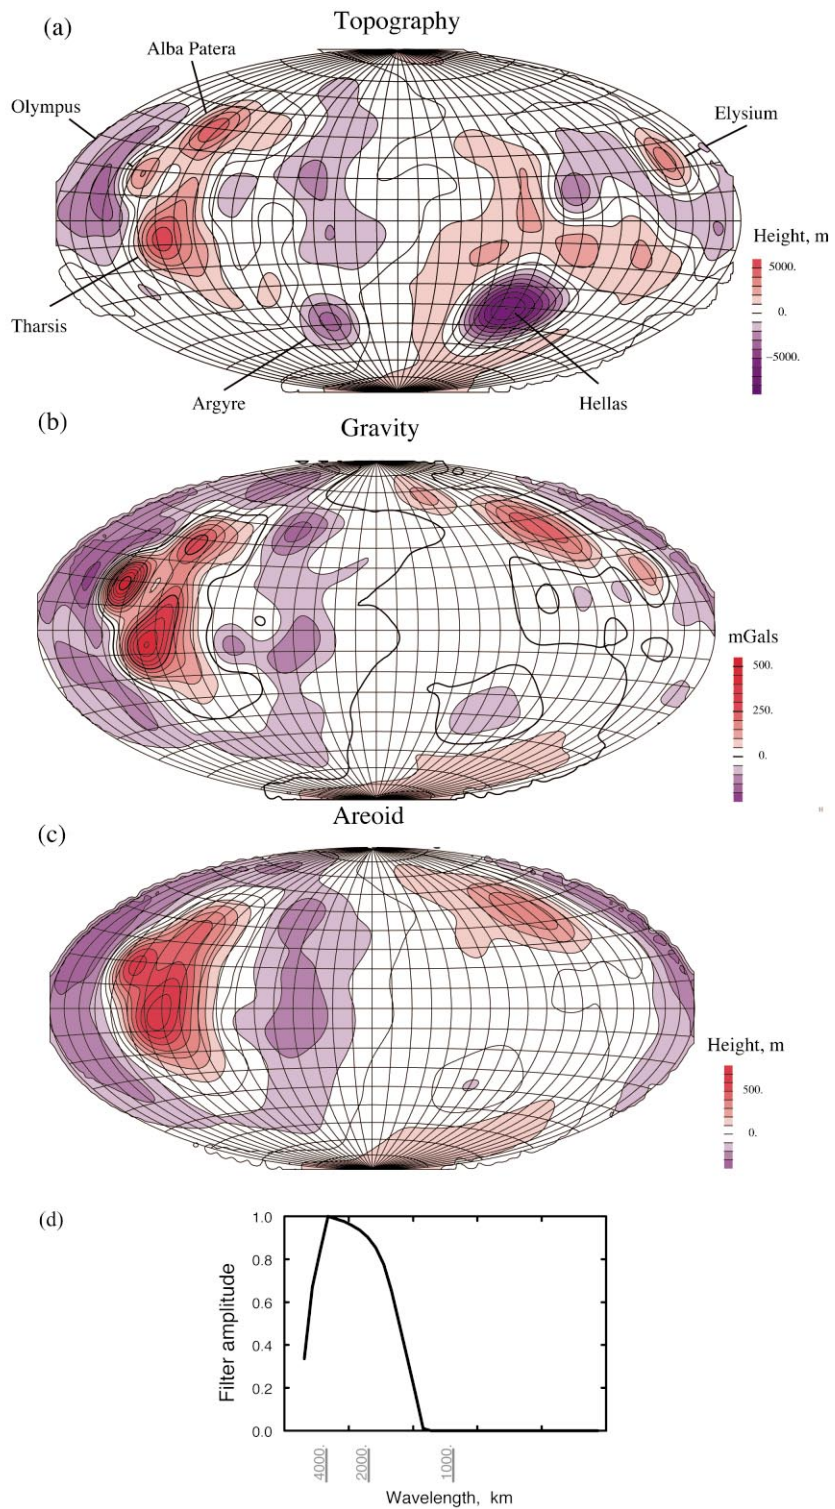 (a)
Topography
Alba Patera
Olympus
Elysium
Height, m
5000.
0.
-5000.
Tharsis
Argyre
Hellas
(b)
Gravity
mGals
500.
250.
0.
(c)
Areoid
Height, m
500.
0.
(d)
1.0
0.8
0.6
0.4
0.2
0.0
Filter amplitude
4000.
2000.
1000.
Wavelength, km